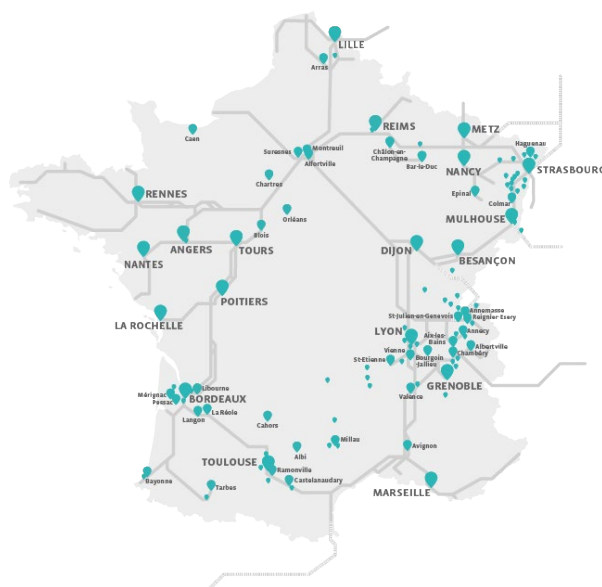 LILLE
Arras
Caen
REIMS
METZ
Haguenau
Suresnes
Montreuil
Alfortville
Châlon-en-
Champagne
Bar-le-Duc
NANCY
STRASBOURG
Chartres
Epinal
Colmar
RENNES
Orléans
MULHOUSE
Blois
ANGERS
TOURS
DIJON
BESANÇON
NANTES
POITIERS
LA ROCHELLE
St-Julien-en-Genevois
Annemasse
Reignier-Esery
LYON
Annecy
Aix-les-
Bains
Albertville
Vienne
Chambéry
St-Etienne
Bourgoin
-Jallieu
GRENOBLE
Libourne
Mérignac
Pessac
BORDEAUX
Valence
Langon
La Réole
Cahors
Millau
Albi
Avignon
TOULOUSE
Ramonville
Bayonne
Tarbes
Castelnaudary
MARSEILLE